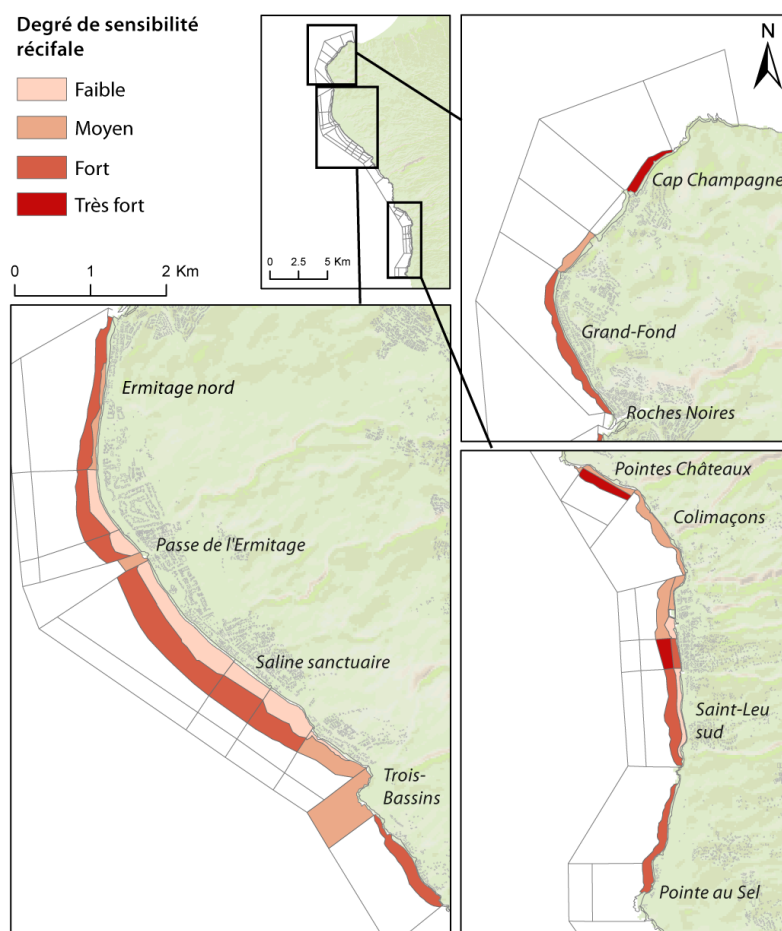 Degré de sensibilité
récifale
Faible
Moyen
Fort
Très fort
0 1 2 Km
0 2.5 5 Km
N
Cap Champagne
Grand-Fond
Roches Noires
Ermitage nord
Passe de l'Ermitage
Saline sanctuaire
Trois-
Bassins
Pointes Châteaux
Colimaçons
Saint-Leu
sud
Pointe au Sel